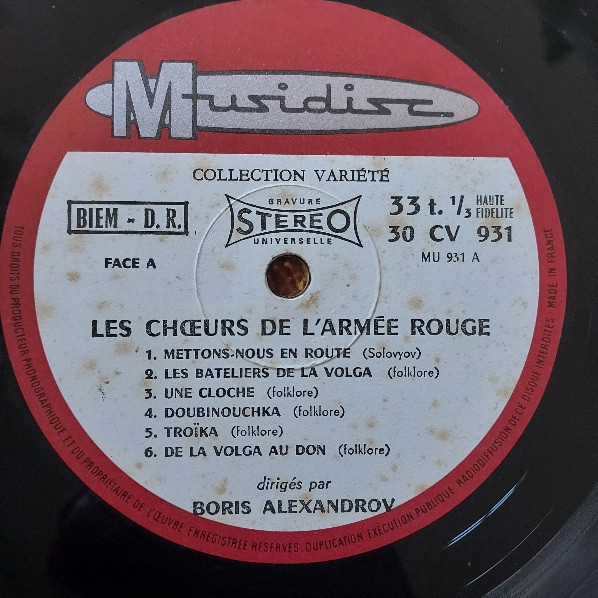 Musidisc
COLLECTION VARIÉTÉ
BIEM - D.R.
GRAVURE
STEREO
UNIVERSELLE
33 t. 1/3 HAUTE FIDELITE
30 CV 931
MU 931 A
FACE A
LES CHŒURS DE L'ARMÉE ROUGE
1. METTONS-NOUS EN ROUTE (Solovyov)
2. LES BATELIERS DE LA VOLGA (folklore)
3. UNE CLOCHE (folklore)
4. DOUBINOUCHKA (folklore)
5. TROÏKA (folklore)
6. DE LA VOLGA AU DON (folklore)
dirigés par
BORIS ALEXANDROV
TOUS DROITS DU PRODUCTEUR PHONOGRAPHIQUE ET DU PROPRIÉTAIRE DE L'ŒUVRE ENREGISTRÉE RÉSERVÉS. DUPLICATION EXÉCUTION PUBLIQUE RADIODIFFUSION DE CE DISQUE INTERDITES MADE IN FRANCE